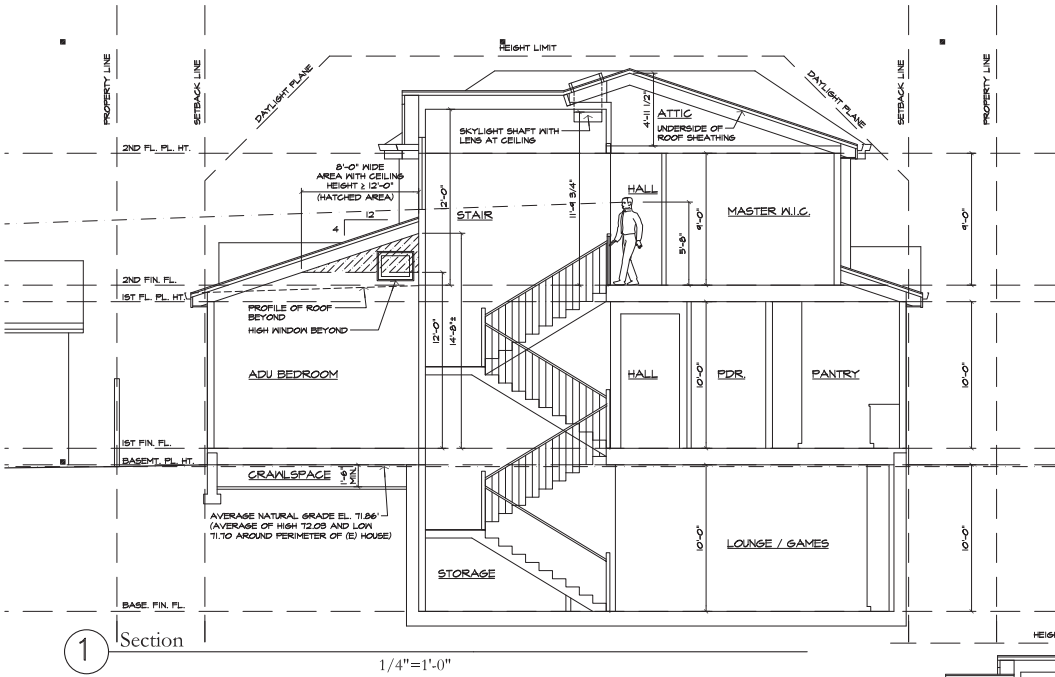 HEIGHT LIMIT
PROPERTY LINE
SETBACK LINE
DAYLIGHT PLANE
DAYLIGHT PLANE
SETBACK LINE
PROPERTY LINE
4'-11 1/2"
ATTIC
UNDERSIDE OF
ROOF SHEATHING
SKYLIGHT SHAFT WITH
LENS AT CEILING
2ND FL. PL. HT.
8'-0" WIDE
AREA WITH CEILING
HEIGHT ≥ 12'-0"
(HATCHED AREA)
12
4
12'-0"
STAIR
11'-9 3/4"
HALL
5'-8"
9'-0"
MASTER W.I.C.
9'-0"
2ND FIN. FL.
1ST FL. PL. HT.
PROFILE OF ROOF
BEYOND
HIGH WINDOW BEYOND
12'-0"
14'-8"±
ADU BEDROOM
HALL
10'-0"
PDR.
PANTRY
10'-0"
1ST FIN. FL.
BASEMT. PL. HT.
CRAWLSPACE
1'-6"
MIN.
AVERAGE NATURAL GRADE EL. 71.86'
(AVERAGE OF HIGH 72.03 AND LOW
71.70 AROUND PERIMETER OF (E) HOUSE)
10'-0"
LOUNGE / GAMES
10'-0"
STORAGE
BASE. FIN. FL.
1
Section
1/4"=1'-0"